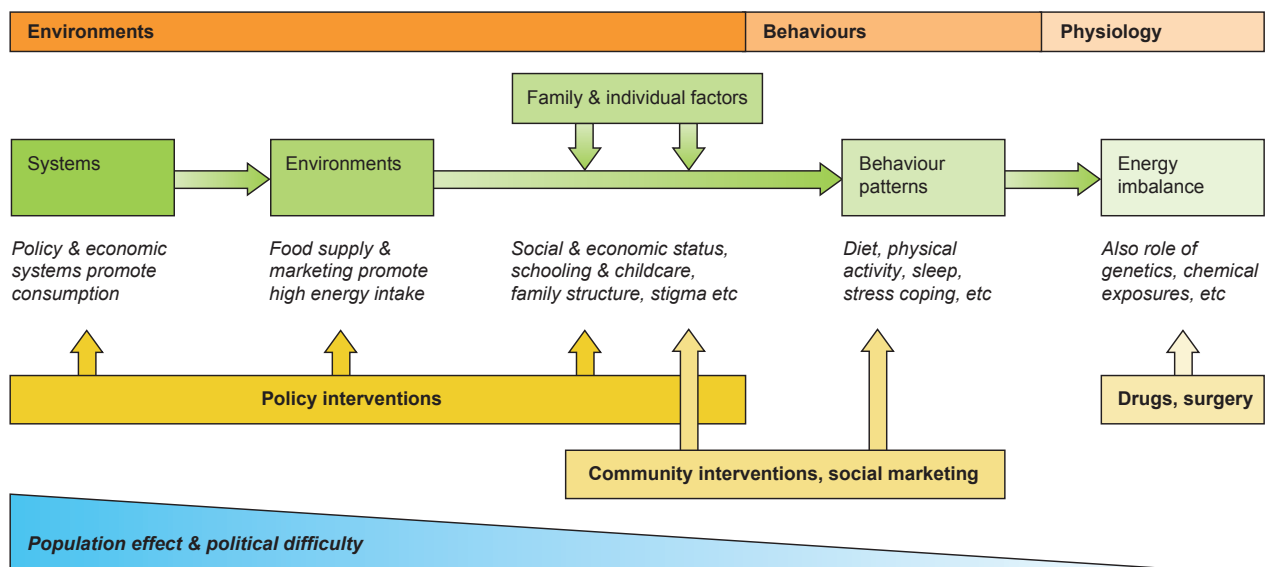 Environments
Behaviours
Physiology
Family & individual factors
Systems
Environments
Behaviour
patterns
Energy
imbalance
Policy & economic
systems promote
consumption
Food supply &
marketing promote
high energy intake
Social & economic status,
schooling & childcare,
family structure, stigma etc
Diet, physical
activity, sleep,
stress coping, etc
Also role of
genetics, chemical
exposures, etc
Policy interventions
Drugs, surgery
Community interventions, social marketing
Population effect & political difficulty